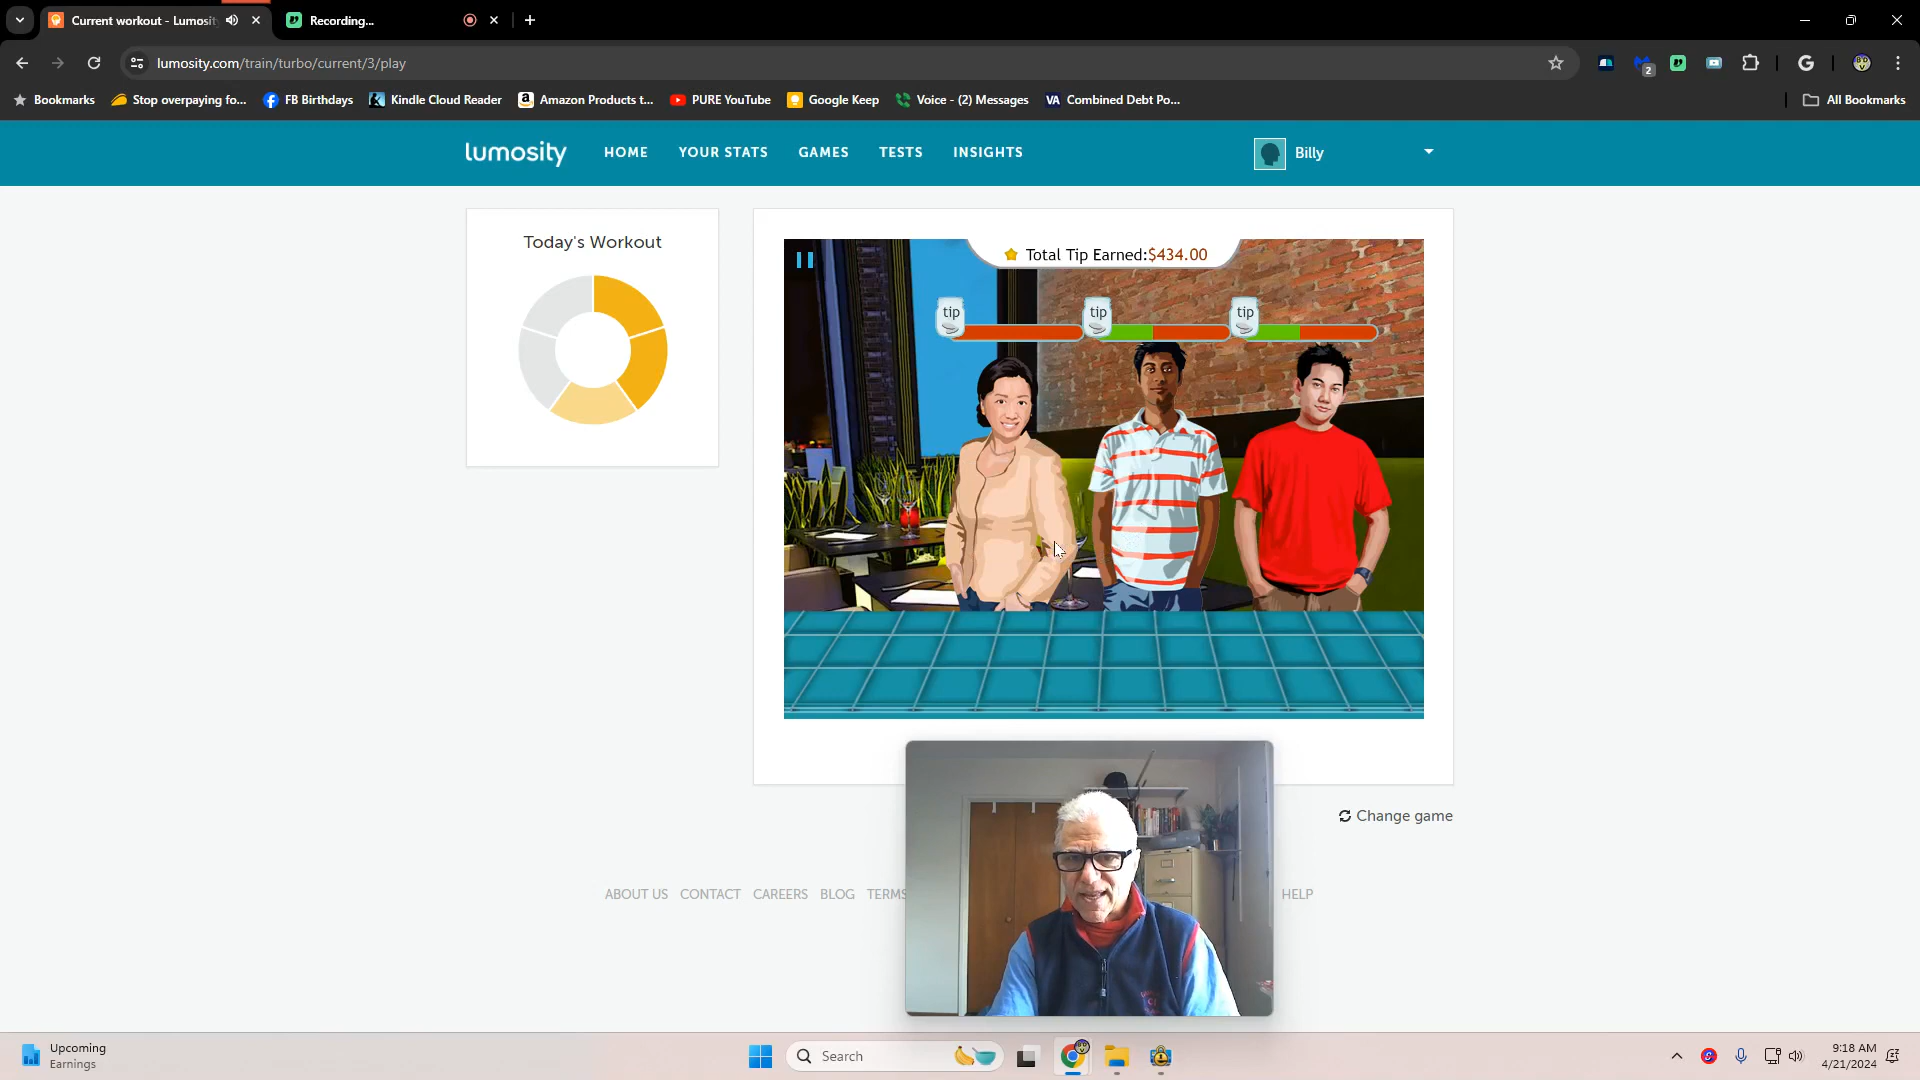 Current workout - Lumosit
Recording...
lumosity.com/train/turbo/current/3/play
2
G
Bookmarks
Stop overpaying fo...
FB Birthdays
Kindle Cloud Reader
Amazon Products t...
PURE YouTube
Google Keep
Voice - (2) Messages
VA Combined Debt Po...
All Bookmarks
lumosity
HOME
YOUR STATS
GAMES
TESTS
INSIGHTS
Billy
Today's Workout
Total Tip Earned:$434.00
tip
tip
tip
Change game
ABOUT US
CONTACT
CAREERS
BLOG
TERMS
HELP
Upcoming
Earnings
Search
9:18 AM
4/21/2024